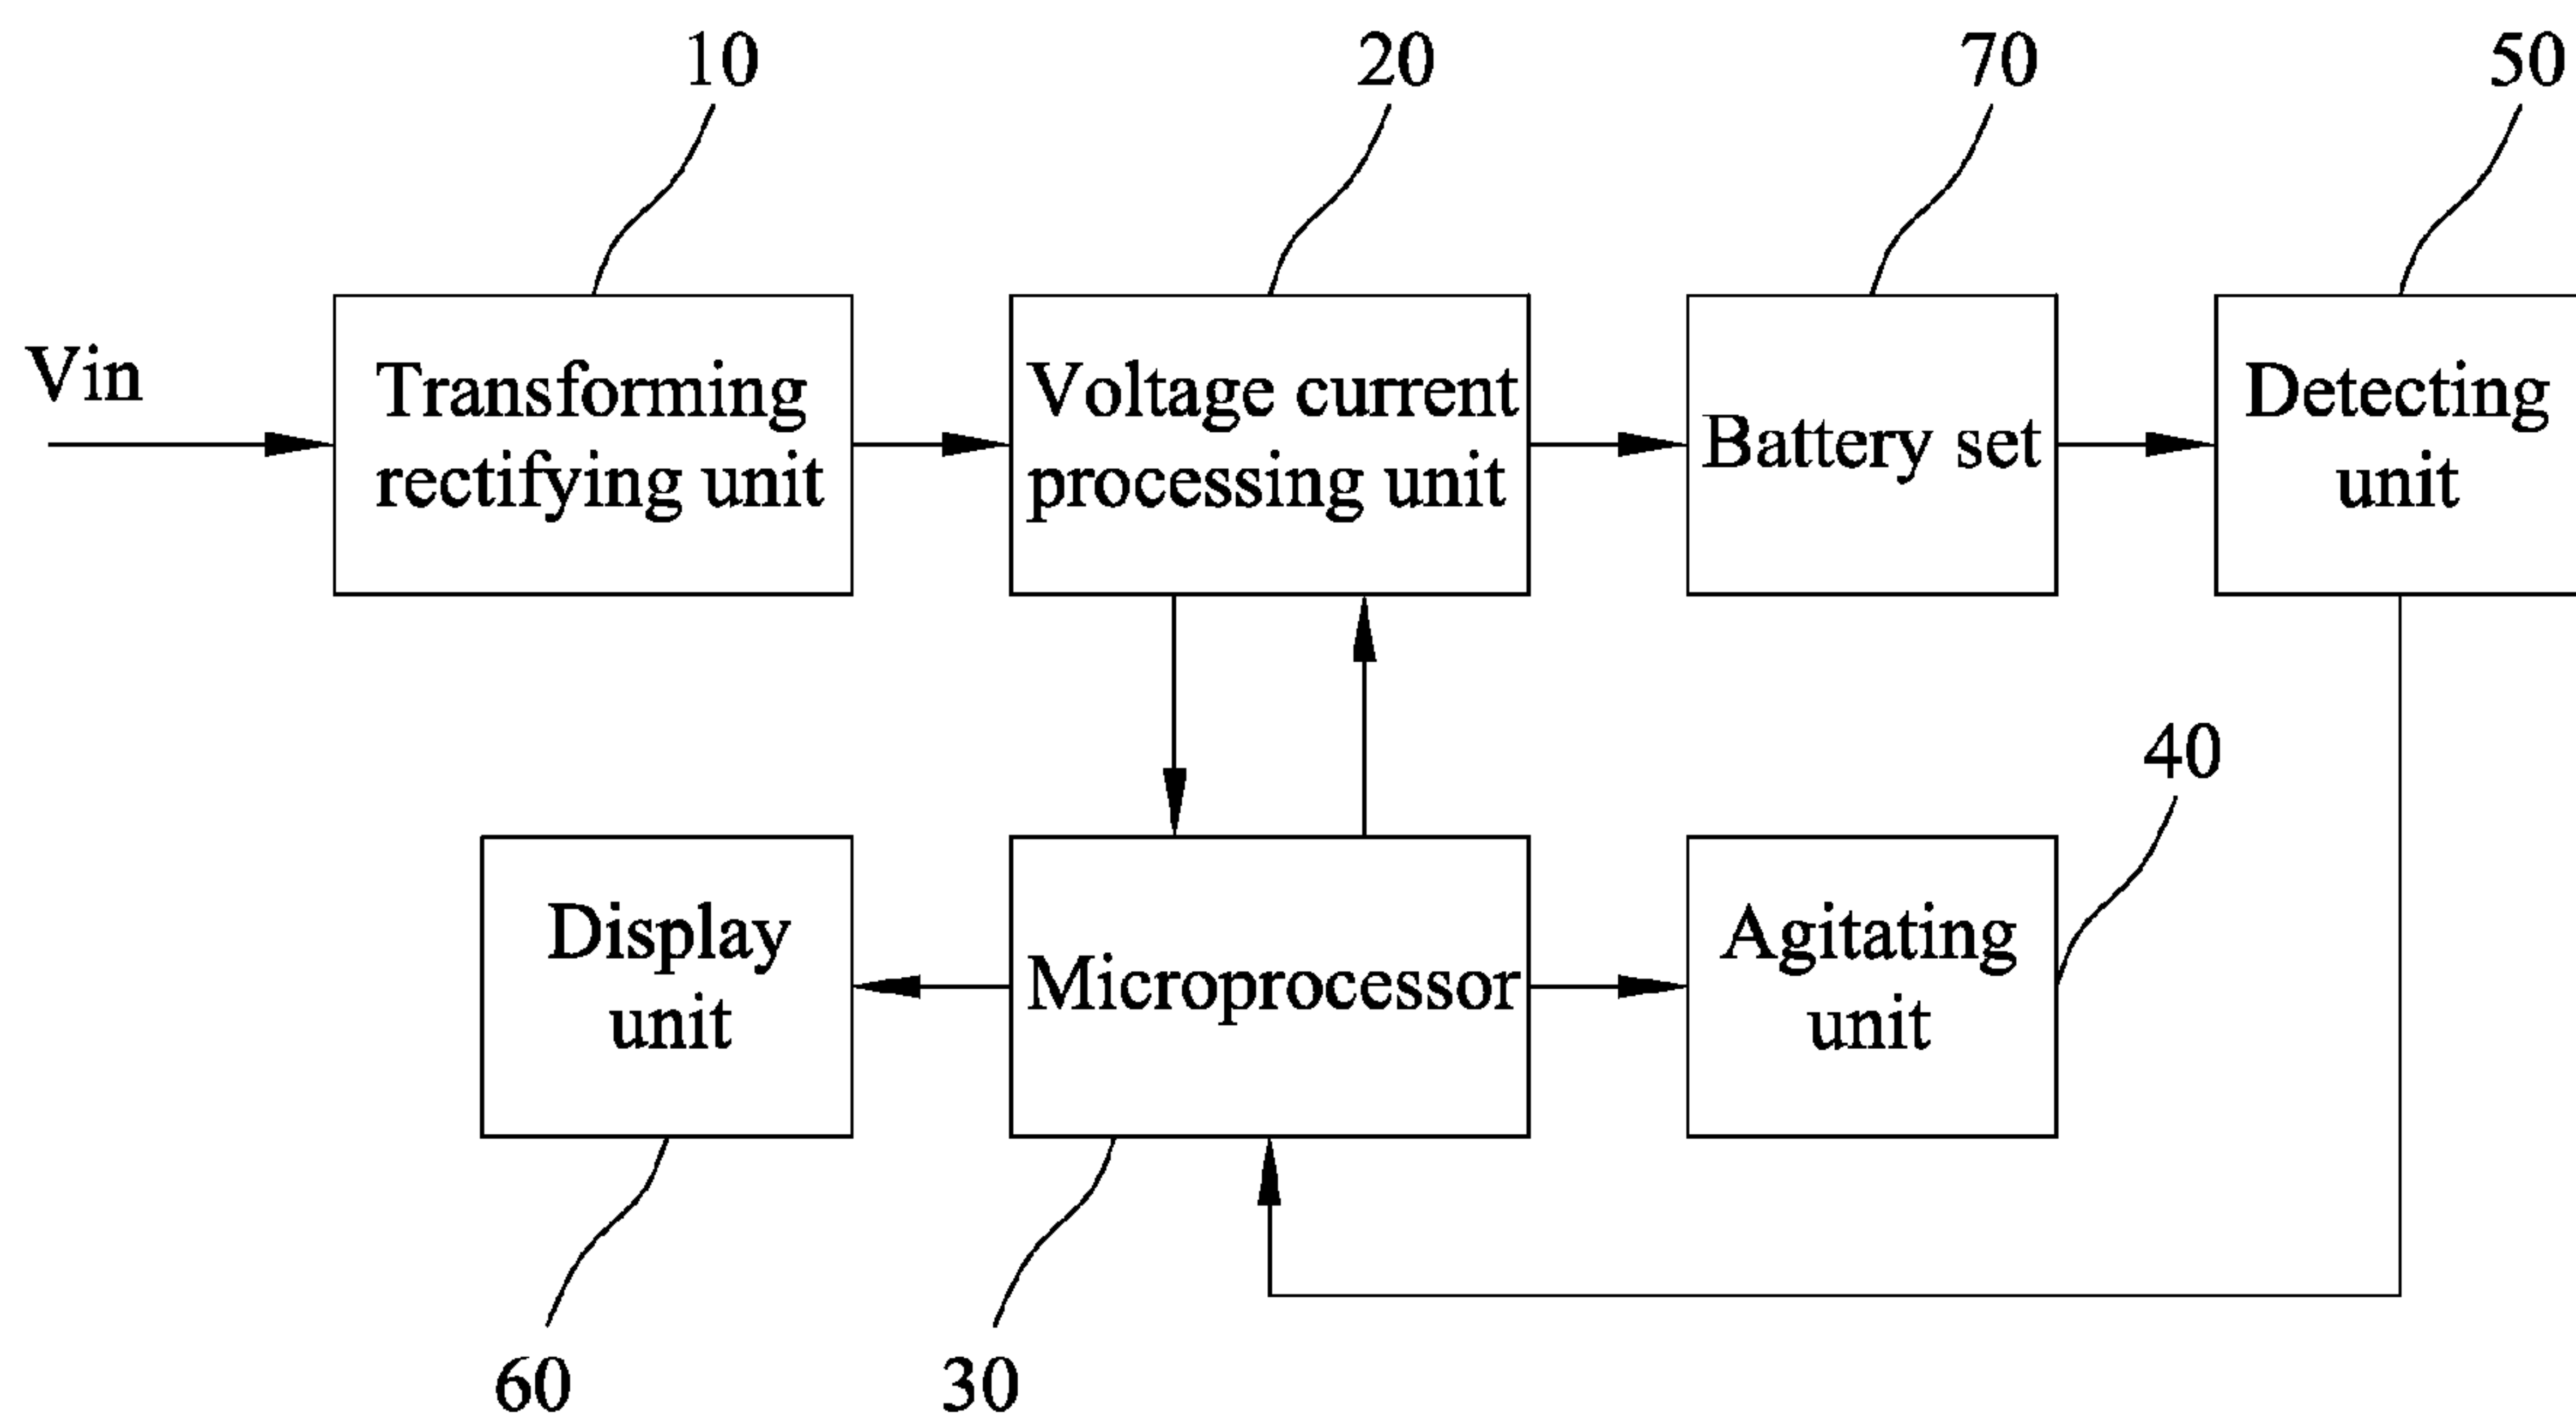 10
20
70
50
Vin
Transforming
rectifying unit
Voltage current
processing unit
Battery set
Detecting
unit
40
Display
unit
Microprocessor
Agitating
unit
60
30